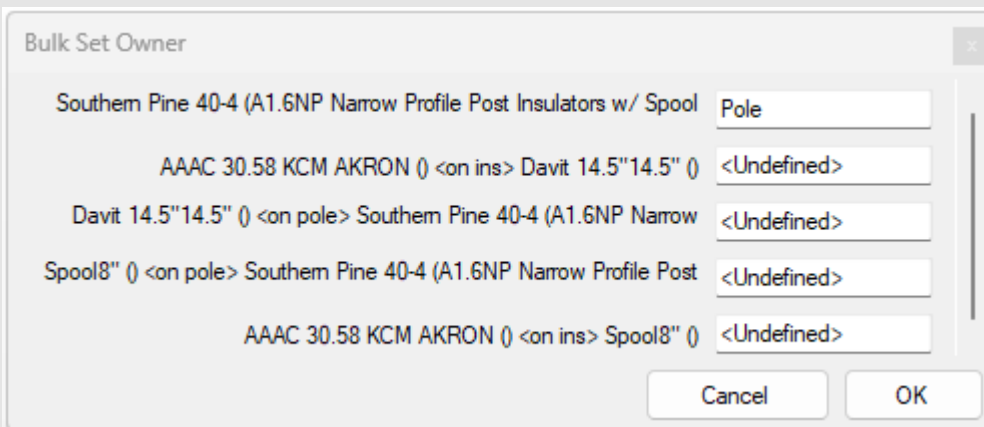 Bulk Set Owner
x
Southern Pine 40-4 (A1.6NP Narrow Profile Post Insulators w/ Spool Pole
AAAC 30.58 KCM AKRON () <on ins> Davit 14.5"14.5" () <Undefined>
Davit 14.5"14.5" () <on pole> Southern Pine 40-4 (A1.6NP Narrow <Undefined>
Spool8" () <on pole> Southern Pine 40-4 (A1.6NP Narrow Profile Post <Undefined>
AAAC 30.58 KCM AKRON () <on ins> Spool8" () <Undefined>
Cancel OK